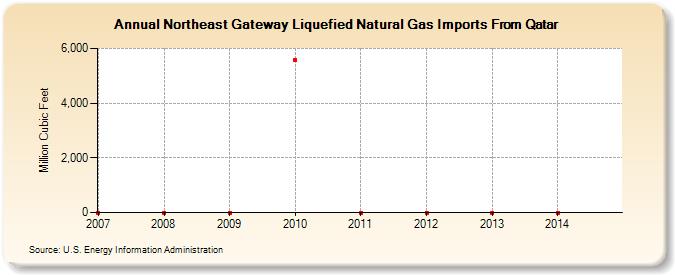 Annual Northeast Gateway Liquefied Natural Gas Imports From Qatar
Million Cubic Feet
6,000
4,000
2,000
0
2007 2008 2009 2010 2011 2012 2013 2014
Source: U.S. Energy Information Administration